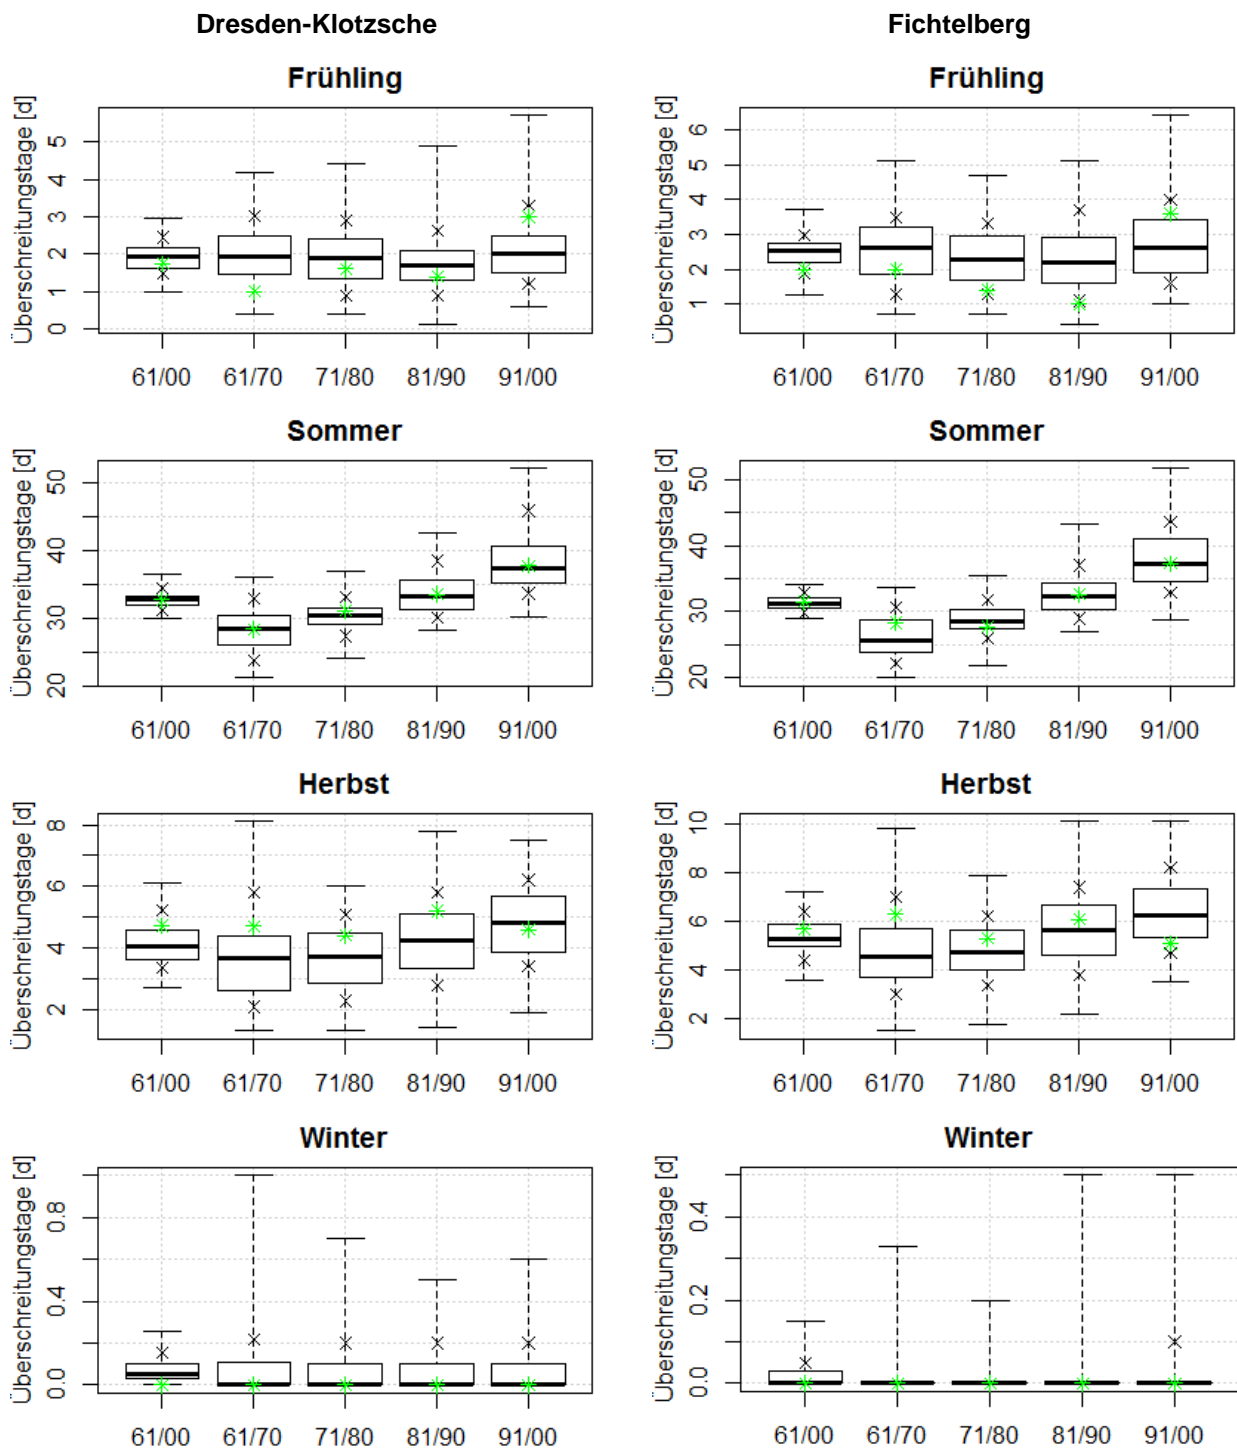 Dresden-Klotzsche
Fichtelberg
Frühling
Überschreitungstage [d]
0
1
2
3
4
5
61/00 61/70 71/80 81/90 91/00
Frühling
Überschreitungstage [d]
1
2
3
4
5
6
61/00 61/70 71/80 81/90 91/00
Sommer
Überschreitungstage [d]
20
30
40
50
61/00 61/70 71/80 81/90 91/00
Sommer
Überschreitungstage [d]
20
30
40
50
61/00 61/70 71/80 81/90 91/00
Herbst
Überschreitungstage [d]
2
4
6
8
61/00 61/70 71/80 81/90 91/00
Herbst
Überschreitungstage [d]
2
4
6
8
10
61/00 61/70 71/80 81/90 91/00
Winter
Überschreitungstage [d]
0.0
0.4
0.8
61/00 61/70 71/80 81/90 91/00
Winter
Überschreitungstage [d]
0.0
0.2
0.4
61/00 61/70 71/80 81/90 91/00